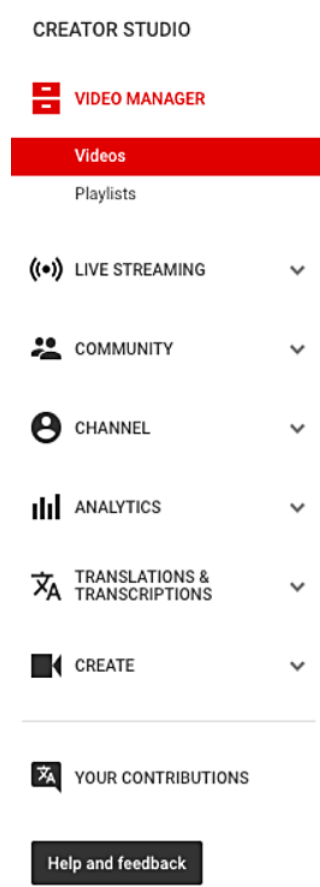 CREATOR STUDIO
VIDEO MANAGER
Videos
Playlists
LIVE STREAMING
COMMUNITY
CHANNEL
ANALYTICS
TRANSLATIONS &
TRANSCRIPTIONS
CREATE
YOUR CONTRIBUTIONS
Help and feedback